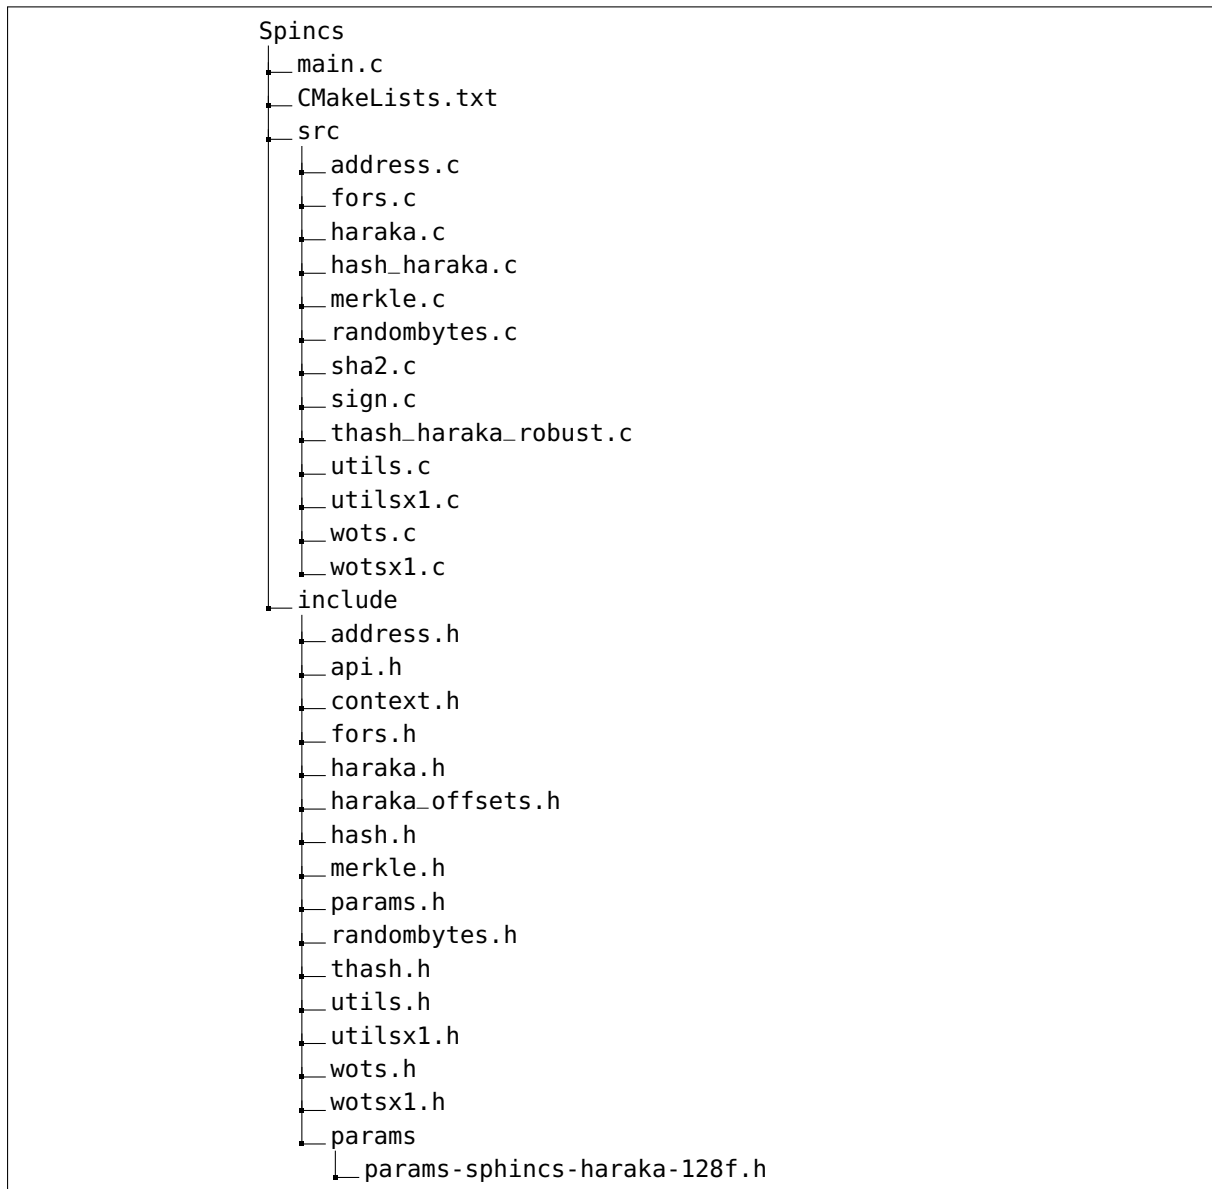 Spincs
main.c
CMakeLists.txt
src
address.c
fors.c
haraka.c
hash_haraka.c
merkle.c
randombytes.c
sha2.c
sign.c
thash_haraka_robust.c
utils.c
utilsx1.c
wots.c
wotsx1.c
include
address.h
api.h
context.h
fors.h
haraka.h
haraka_offsets.h
hash.h
merkle.h
params.h
randombytes.h
thash.h
utils.h
utilsx1.h
wots.h
wotsx1.h
params
params-sphincs-haraka-128f.h